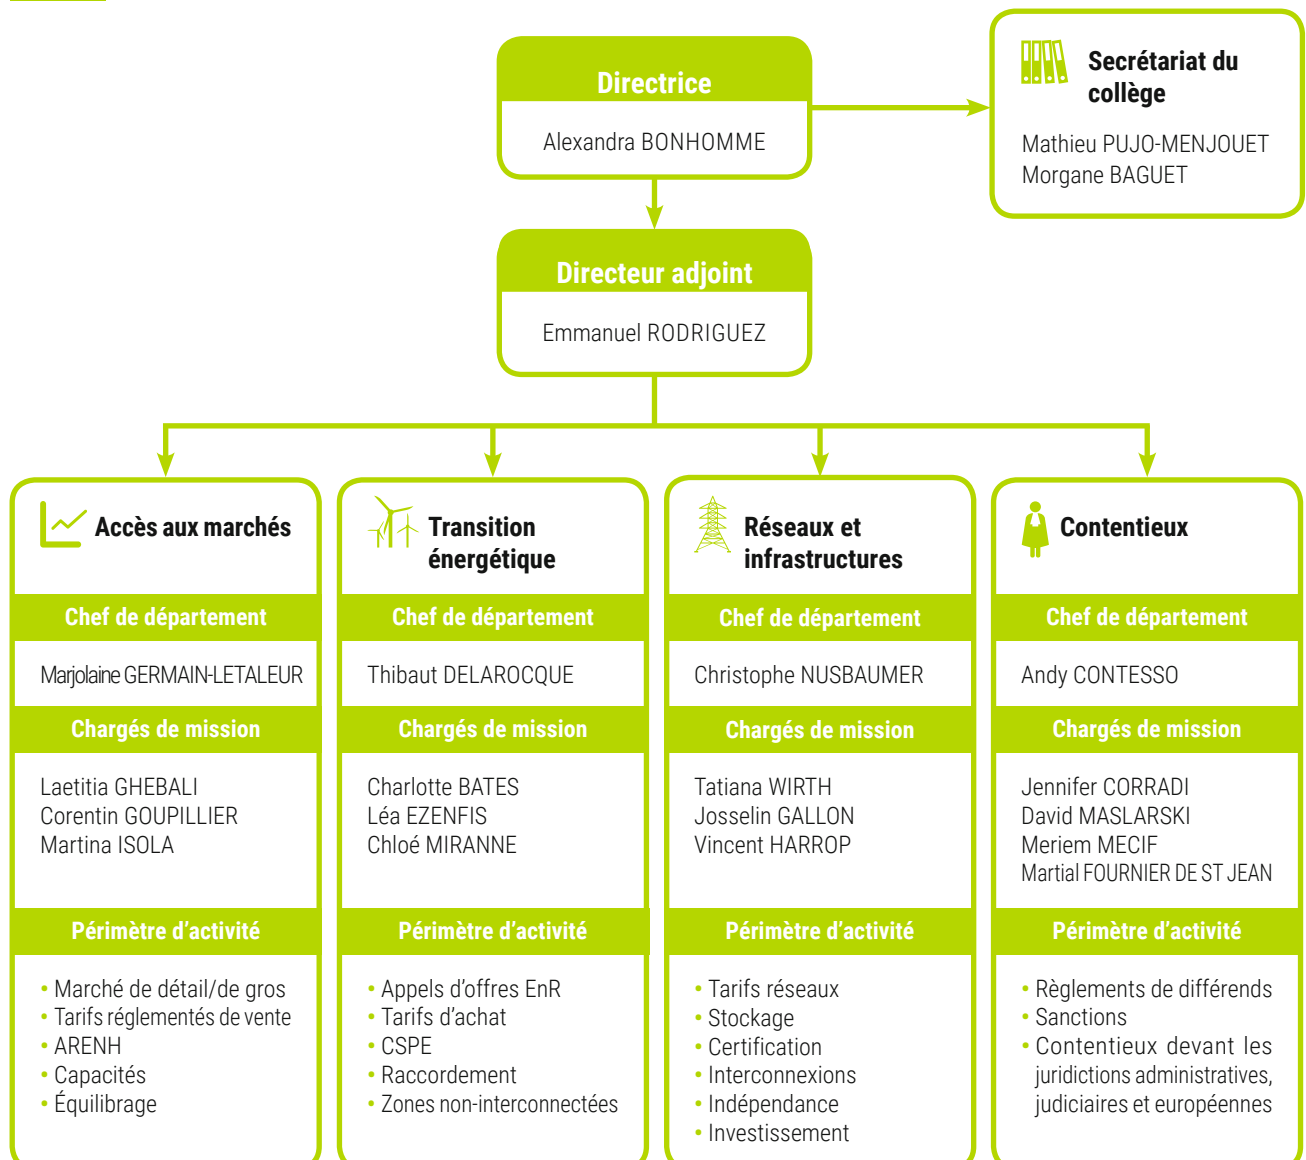 Directrice
Alexandra BONHOMME
Secrétariat du
collège
Mathieu PUJO-MENJOUET
Morgane BAGUET
Directeur adjoint
Emmanuel RODRIGUEZ
Accès aux marchés
Chef de département
Marjolaine GERMAIN-LETALEUR
Chargés de mission
Laetitia GHEBALI
Corentin GOUPILLIER
Martina ISOLA
Périmètre d’activité
• Marché de détail/de gros
• Tarifs réglementés de vente
• ARENH
• Capacités
• Équilibrage
Transition
énergétique
Chef de département
Thibaut DELAROCQUE
Chargés de mission
Charlotte BATES
Léa EZENFIS
Chloé MIRANNE
Périmètre d’activité
• Appels d’offres EnR
• Tarifs d’achat
• CSPE
• Raccordement
• Zones non-interconnectées
Réseaux et
infrastructures
Chef de département
Christophe NUSBAUMER
Chargés de mission
Tatiana WIRTH
Josselin GALLON
Vincent HARROP
Périmètre d’activité
• Tarifs réseaux
• Stockage
• Certification
• Interconnexions
• Indépendance
• Investissement
Contentieux
Chef de département
Andy CONTESSO
Chargés de mission
Jennifer CORRADI
David MASLARSKI
Meriem MECIF
Martial FOURNIER DE ST JEAN
Périmètre d’activité
• Règlements de différends
• Sanctions
• Contentieux devant les
juridictions administratives,
judiciaires et européennes